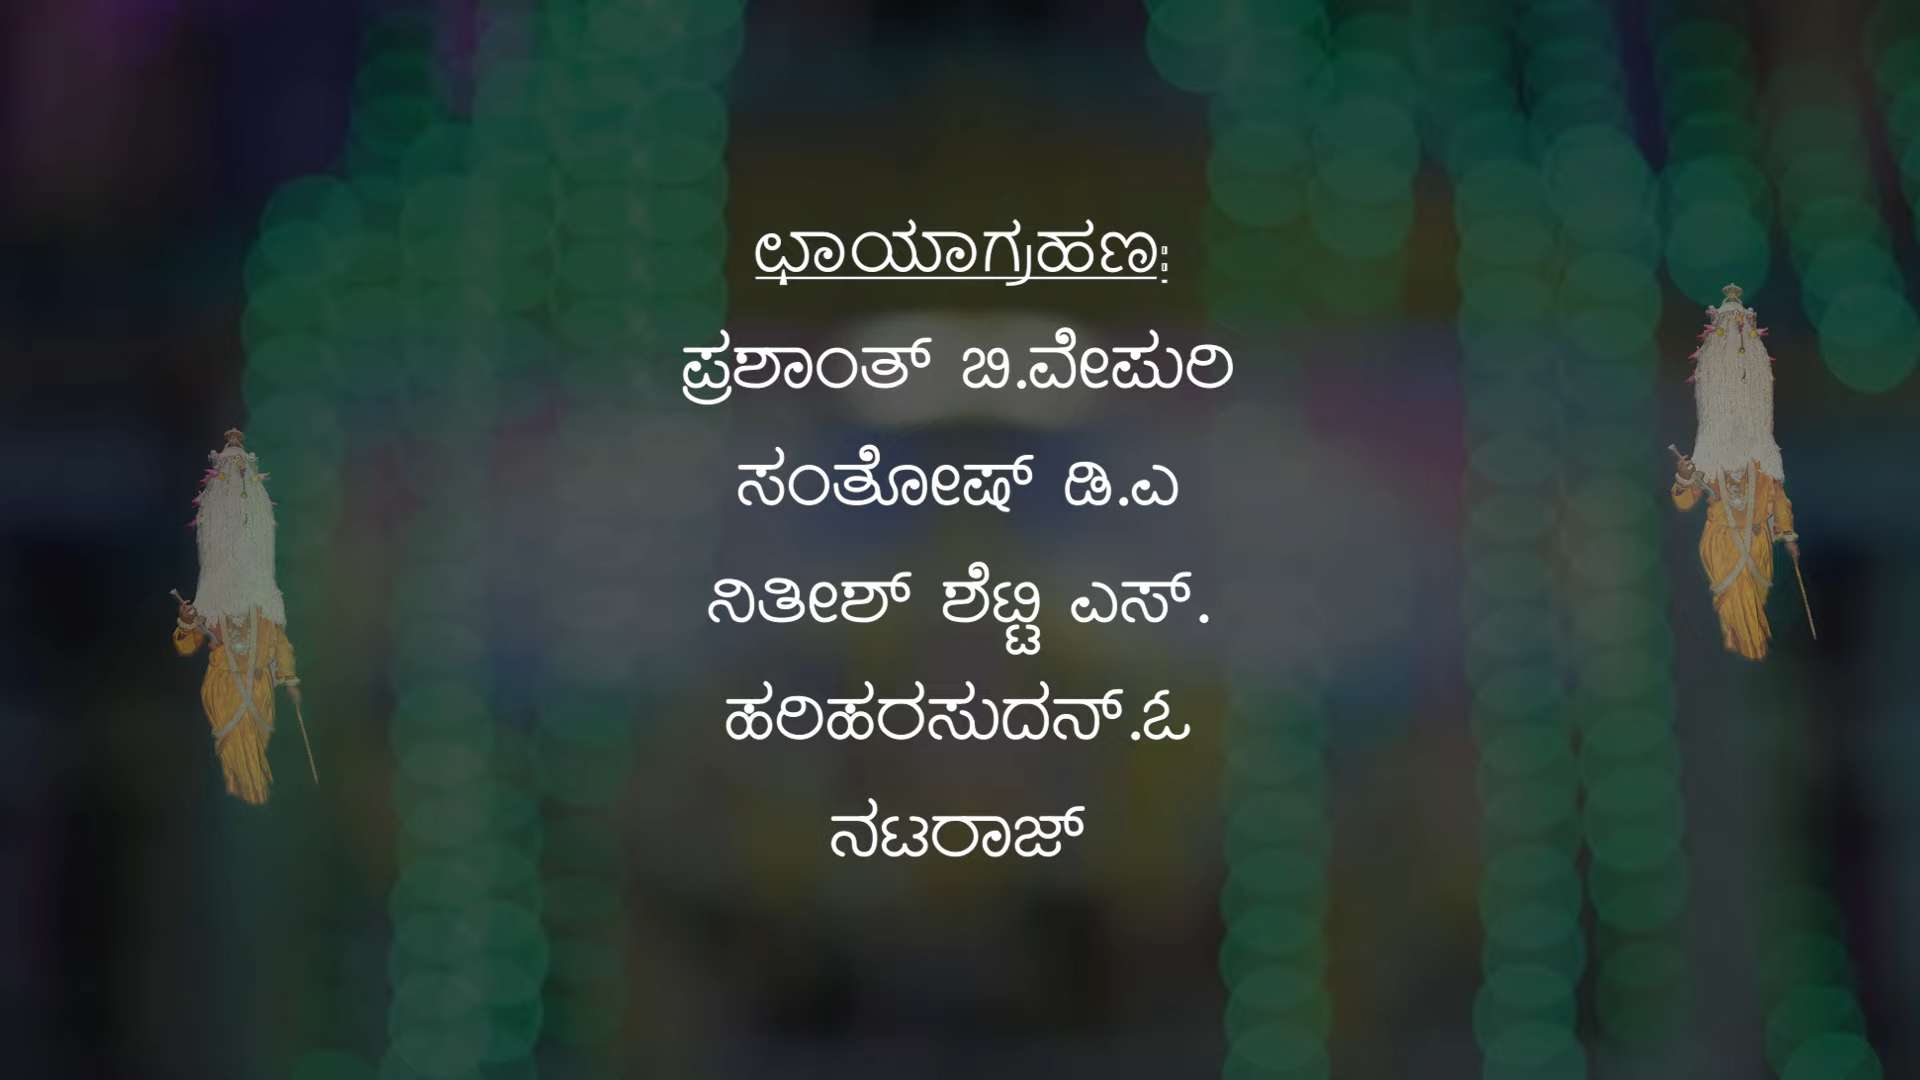 ಛಾಯಾಗ್ರಹಣ:
ಪ್ರಶಾಂತ್ ಬಿ.ವೇಪುರಿ
ಸಂತೋಷ್ ಡಿ.ಎ
ನಿತೀಶ್ ಶೆಟ್ಟಿ ಎಸ್.
ಹರಿಹರಸುದನ್.ಓ
ನಟರಾಜ್